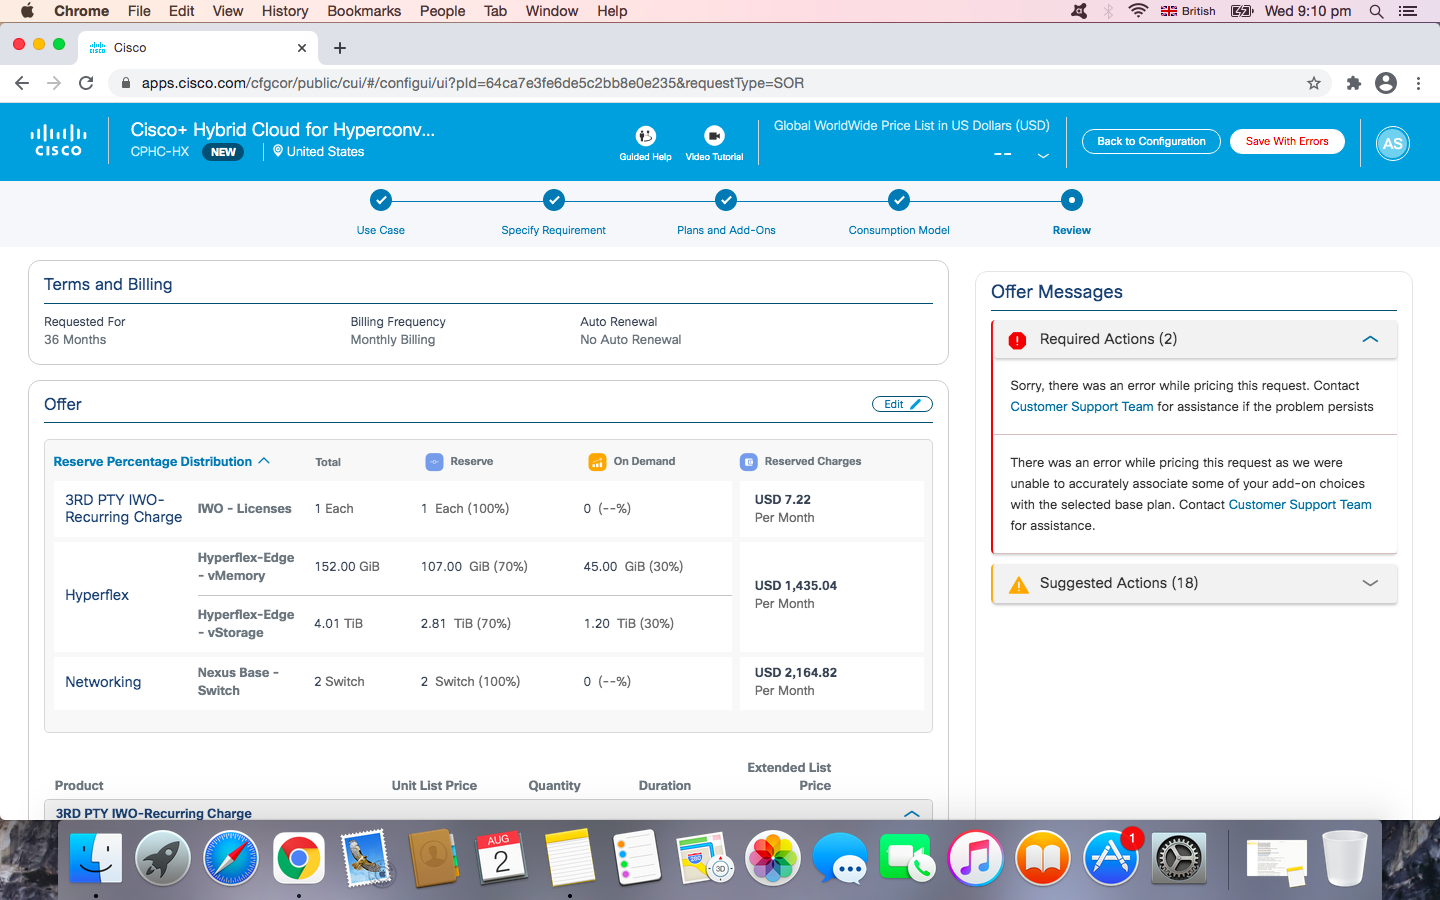 Chrome File Edit View History Bookmarks People Tab Window Help British Wed 9:10 pm
Cisco
apps.cisco.com/cfgcor/public/cui/#/configui/ui?pId=64ca7e3fe6de5c2bb8e0e235&requestType=SOR
CISCO
Cisco+ Hybrid Cloud for Hyperconv...
CPHC-HX NEW United States
Guided Help
Video Tutorial
Global WorldWide Price List in US Dollars (USD)
--
Back to Configuration
Save With Errors
AS
Use Case
Specify Requirement
Plans and Add-Ons
Consumption Model
Review
Terms and Billing
Requested For Billing Frequency Auto Renewal
36 Months Monthly Billing No Auto Renewal
Offer
Edit
Reserve Percentage Distribution Total Reserve On Demand Reserved Charges
3RD PTY IWO-
Recurring Charge
IWO - Licenses 1 Each 1 Each (100%) 0 (--%)
USD 7.22
Per Month
Hyperflex
Hyperflex-Edge
- vMemory
152.00 GiB 107.00 GiB (70%) 45.00 GiB (30%)
Hyperflex-Edge
- vStorage
4.01 TiB 2.81 TiB (70%) 1.20 TiB (30%)
USD 1,435.04
Per Month
Networking
Nexus Base -
Switch
2 Switch 2 Switch (100%) 0 (--%)
USD 2,164.82
Per Month
Product Unit List Price Quantity Duration
Extended List
Price
3RD PTY IWO-Recurring Charge
Offer Messages
Required Actions (2)
Sorry, there was an error while pricing this request. Contact
Customer Support Team for assistance if the problem persists
There was an error while pricing this request as we were
unable to accurately associate some of your add-on choices
with the selected base plan. Contact Customer Support Team
for assistance.
Suggested Actions (18)
AUG
2
280
3D
1